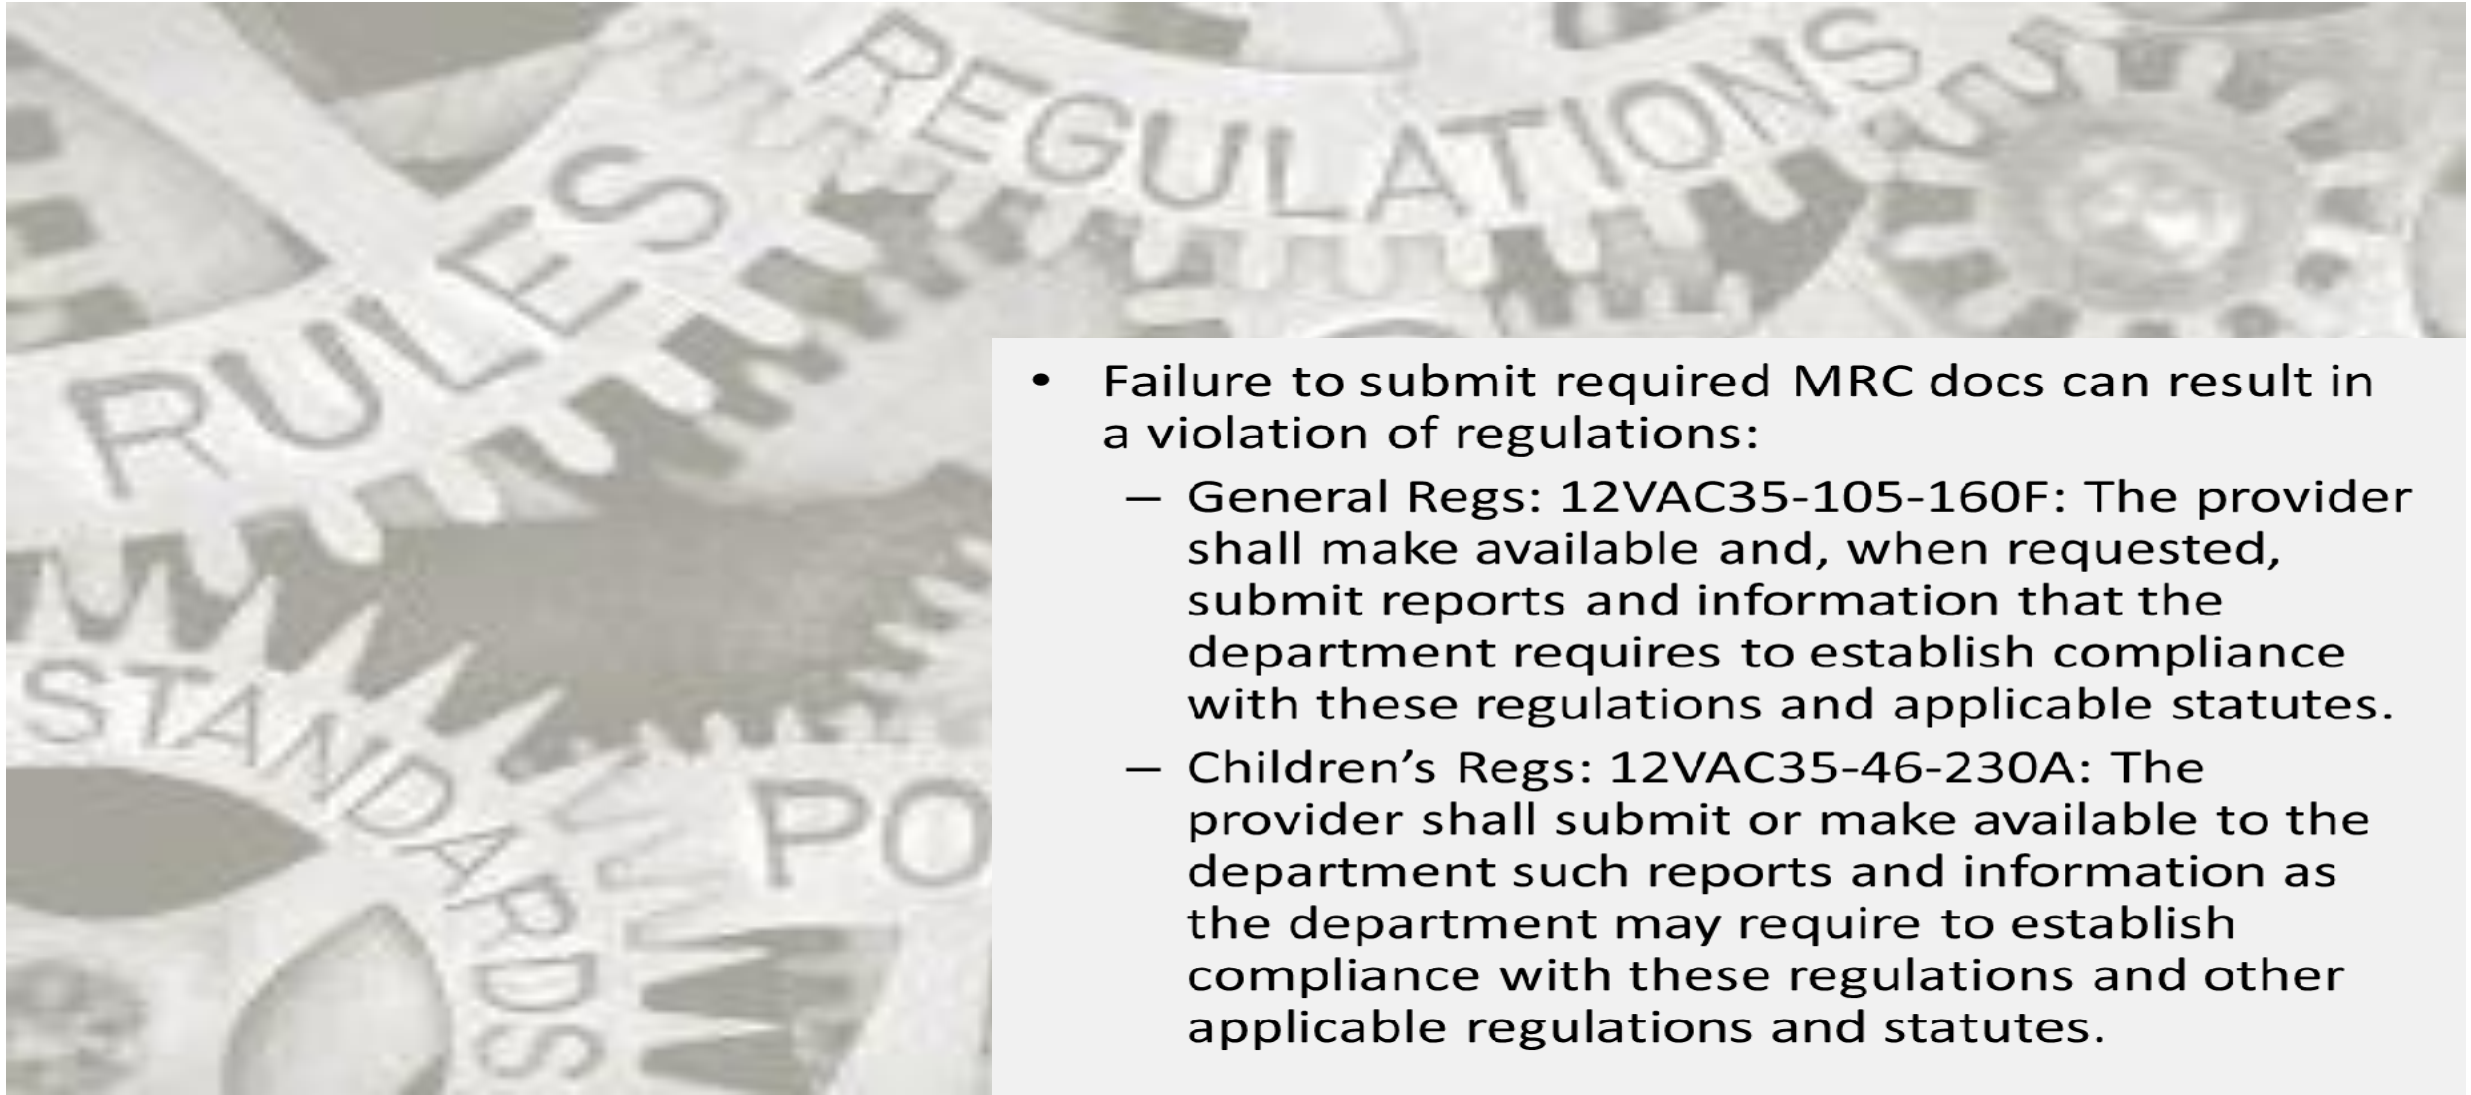 REGULATIONS
RULES
STANDARDS
PO
• Failure to submit required MRC docs can result in
a violation of regulations:
– General Regs: 12VAC35-105-160F: The provider
shall make available and, when requested,
submit reports and information that the
department requires to establish compliance
with these regulations and applicable statutes.
– Children’s Regs: 12VAC35-46-230A: The
provider shall submit or make available to the
department such reports and information as
the department may require to establish
compliance with these regulations and other
applicable regulations and statutes.